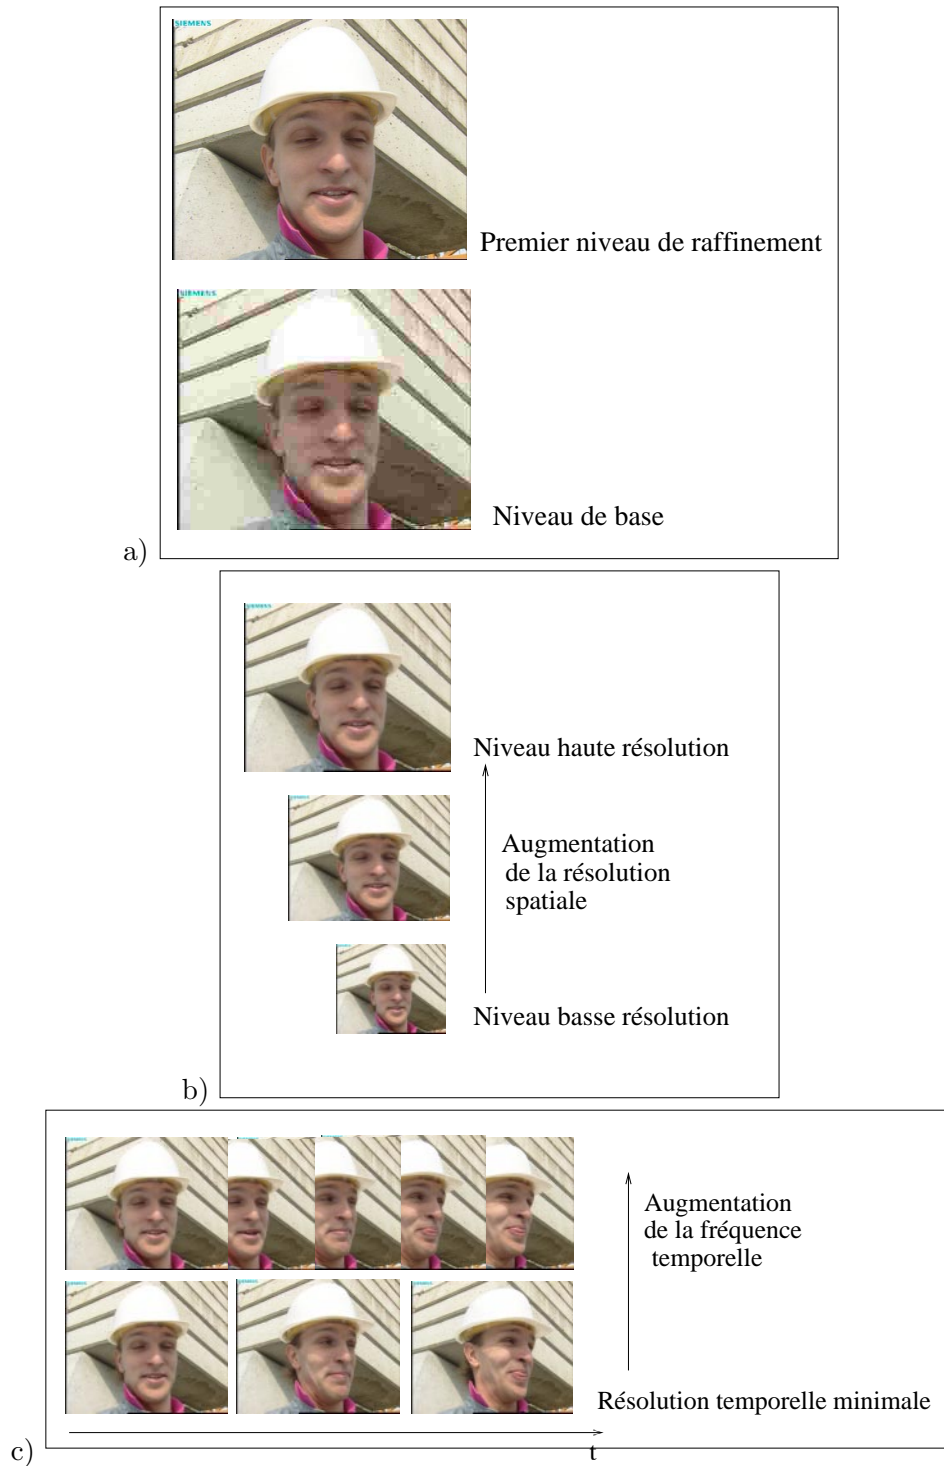 SIEMENS
Premier niveau de raffinement
SIEMENS
Niveau de base
a)
SIEMENS
Niveau haute résolution
Augmentation
de la résolution
spatiale
Niveau basse résolution
b)
Augmentation
de la fréquence
temporelle
Résolution temporelle minimale
t
c)